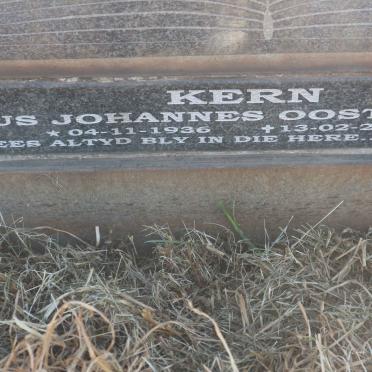 KERN
US JOHANNES OOST
*04-11-1936 +13-02-2
EES ALTYD BLY IN DIE HERE.